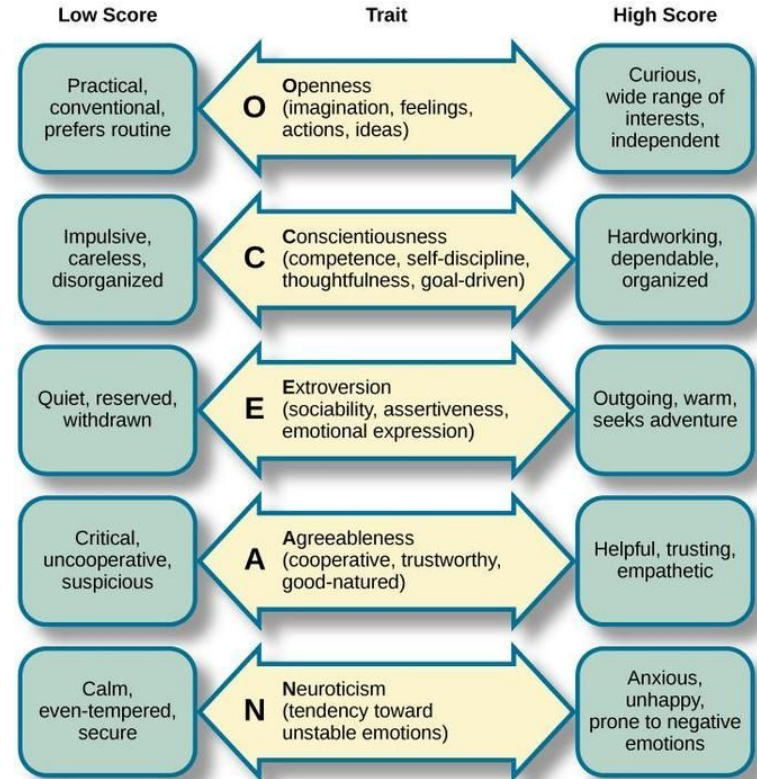 Low Score
Trait
High Score
Practical,
conventional,
prefers routine
O
Openness
(imagination, feelings,
actions, ideas)
Curious,
wide range of
interests,
independent
Impulsive,
careless,
disorganized
C
Conscientiousness
(competence, self-discipline,
thoughtfulness, goal-driven)
Hardworking,
dependable,
organized
Quiet, reserved,
withdrawn
E
Extroversion
(sociability, assertiveness,
emotional expression)
Outgoing, warm,
seeks adventure
Critical,
uncooperative,
suspicious
A
Agreeableness
(cooperative, trustworthy,
good-natured)
Helpful, trusting,
empathetic
Calm,
even-tempered,
secure
N
Neuroticism
(tendency toward
unstable emotions)
Anxious,
unhappy,
prone to negative
emotions